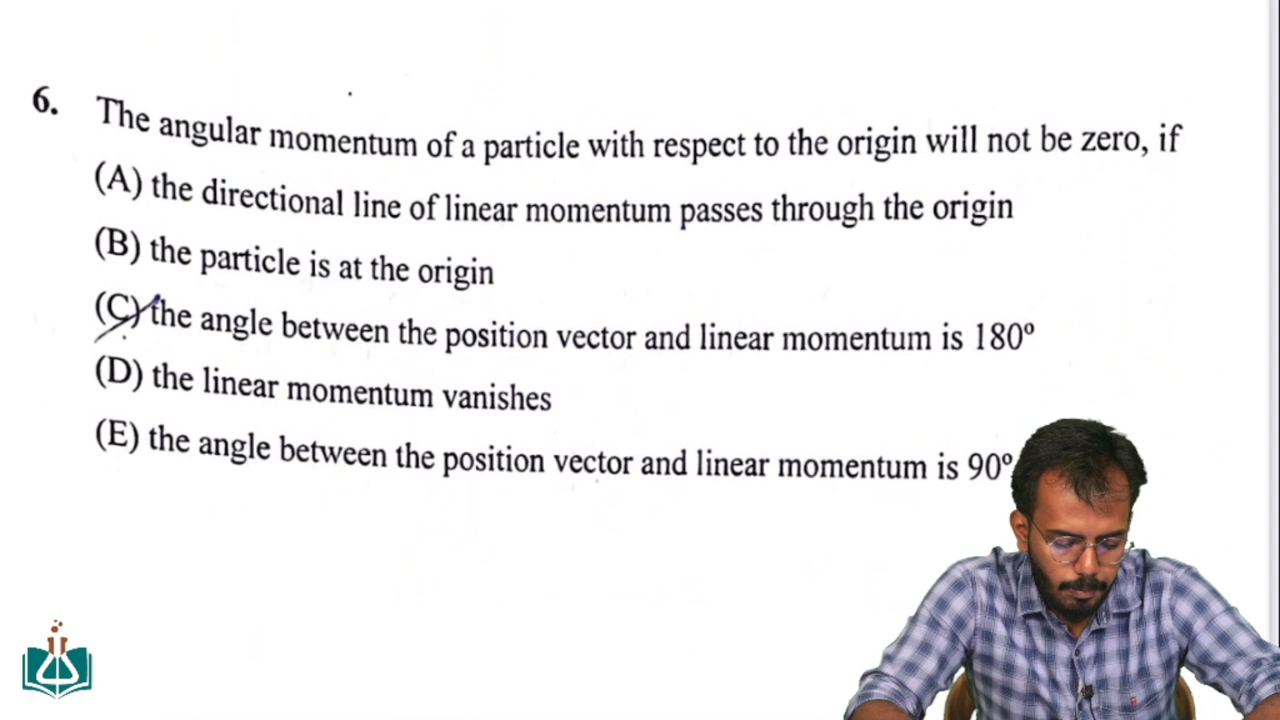 6. The angular momentum of a particle with respect to the origin will not be zero, if
(A) the directional line of linear momentum passes through the origin
(B) the particle is at the origin
(C) the angle between the position vector and linear momentum is 180º
(D) the linear momentum vanishes
(E) the angle between the position vector and linear momentum is 90º